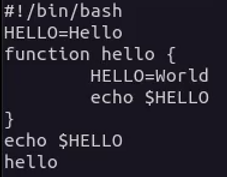 #!/bin/bash
HELLO=Hello
function hello {
        HELLO=World
        echo $HELLO
}
echo $HELLO
hello